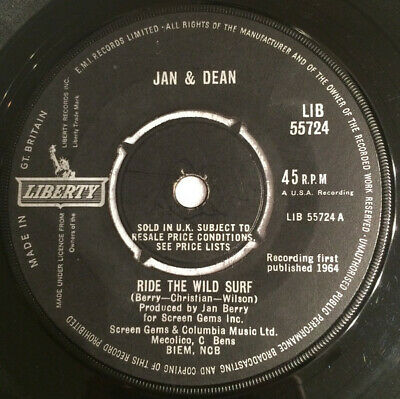 E.M.I. RECORDS LIMITED · ALL RIGHTS OF THE MANUFACTURER AND OF THE OWNER OF THE RECORDED WORK RESERVED · UNAUTHORISED PUBLIC PERFORMANCE BROADCASTING AND COPYING OF THIS RECORD PROHIBITED
MADE IN GT. BRITAIN
JAN & DEAN
LIB
55724
LIBERTY RECORDS INC.
Liberty Trade Mark
LIBERTY
MADE UNDER LICENCE FROM
Owners of the
45 R.P.M
A U.S.A. Recording
LIB 55724 A
SOLD IN U.K. SUBJECT TO
RESALE PRICE CONDITIONS,
SEE PRICE LISTS
Recording first
published 1964
RIDE THE WILD SURF
(Berry—Christian—Wilson)
Produced by Jan Berry
for Screen Gems Inc.
Screen Gems & Columbia Music Ltd.
Mecolico, C Bens
BIEM, NCB